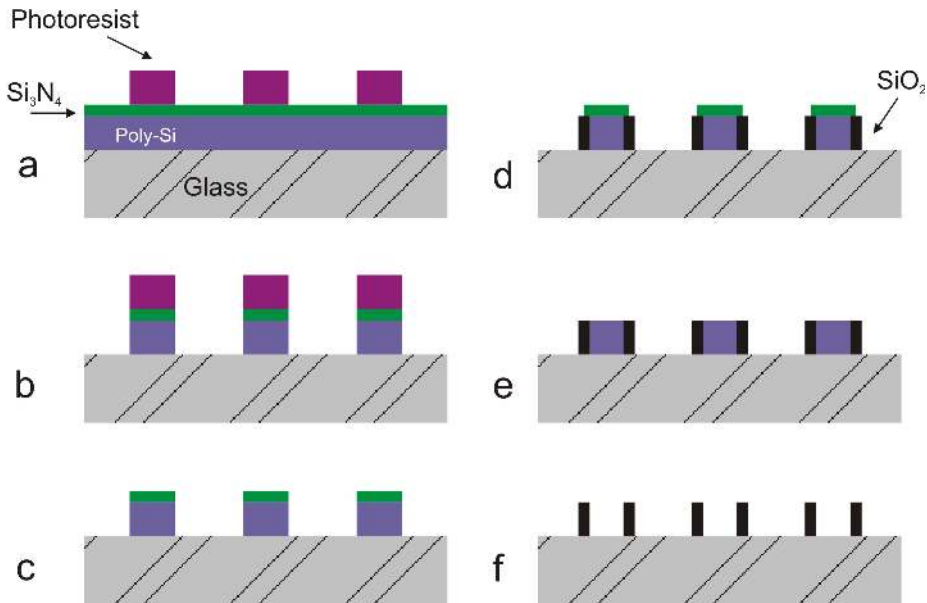 Photoresist
Si₃N₄
Poly-Si
a
Glass
b
c
SiO₂
d
e
f